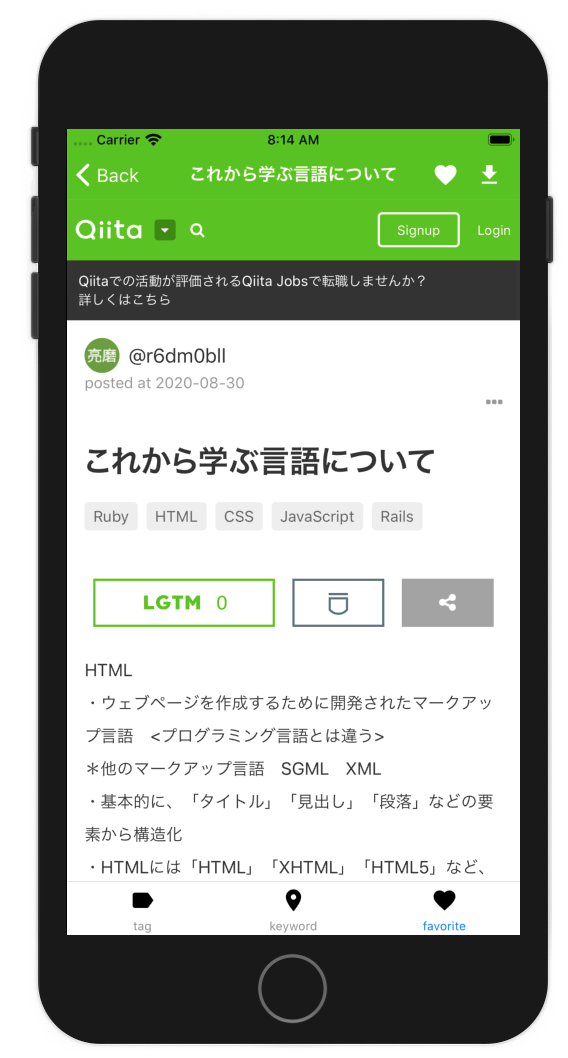 Carrier 8:14 AM
Back これから学ぶ言語について
Qiita Signup Login
Qiitaでの活動が評価されるQiita Jobsで転職しませんか？
詳しくはこちら
亮磨 @r6dm0bll
posted at 2020-08-30
これから学ぶ言語について
Ruby HTML CSS JavaScript Rails
LGTM 0
HTML
・ウェブページを作成するために開発されたマークアッ
プ言語　<プログラミング言語とは違う>
＊他のマークアップ言語　SGML　XML
・基本的に、「タイトル」「見出し」「段落」などの要
素から構造化
・HTMLには「HTML」「XHTML」「HTML5」など、
tag keyword favorite